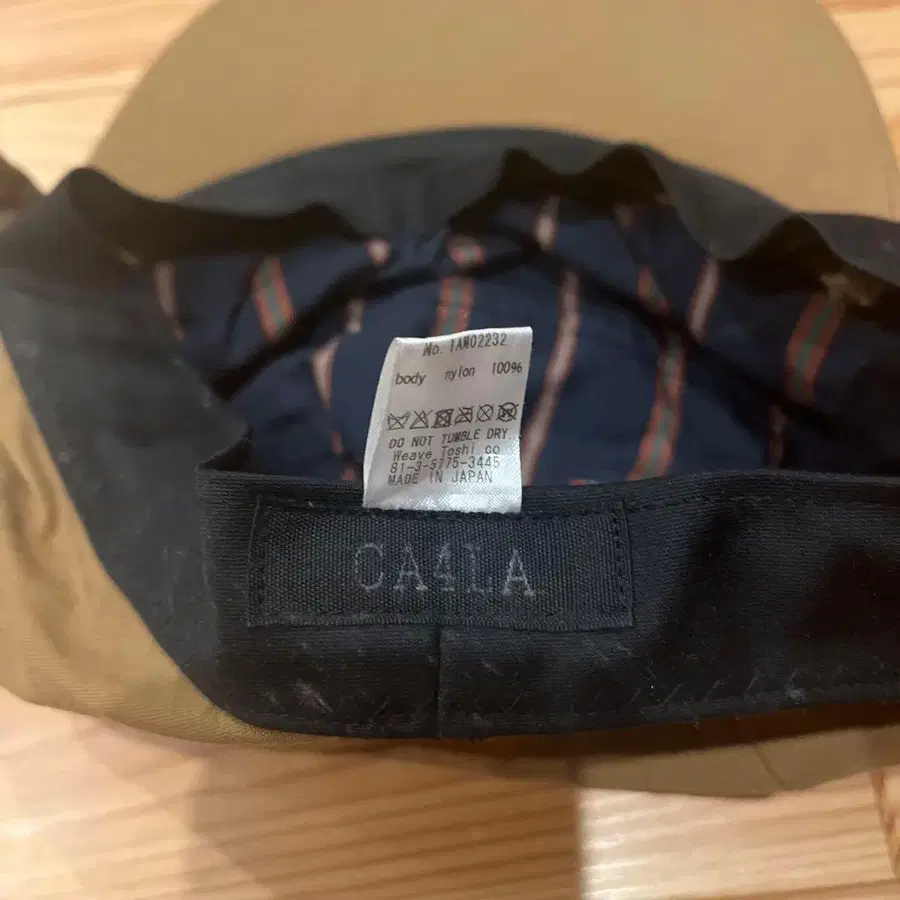 No. 1AM02232
body nylon 100%
DO NOT TUMBLE DRY.
Weave Toshi co
81-3-5775-3445
MADE IN JAPAN
CA4LA